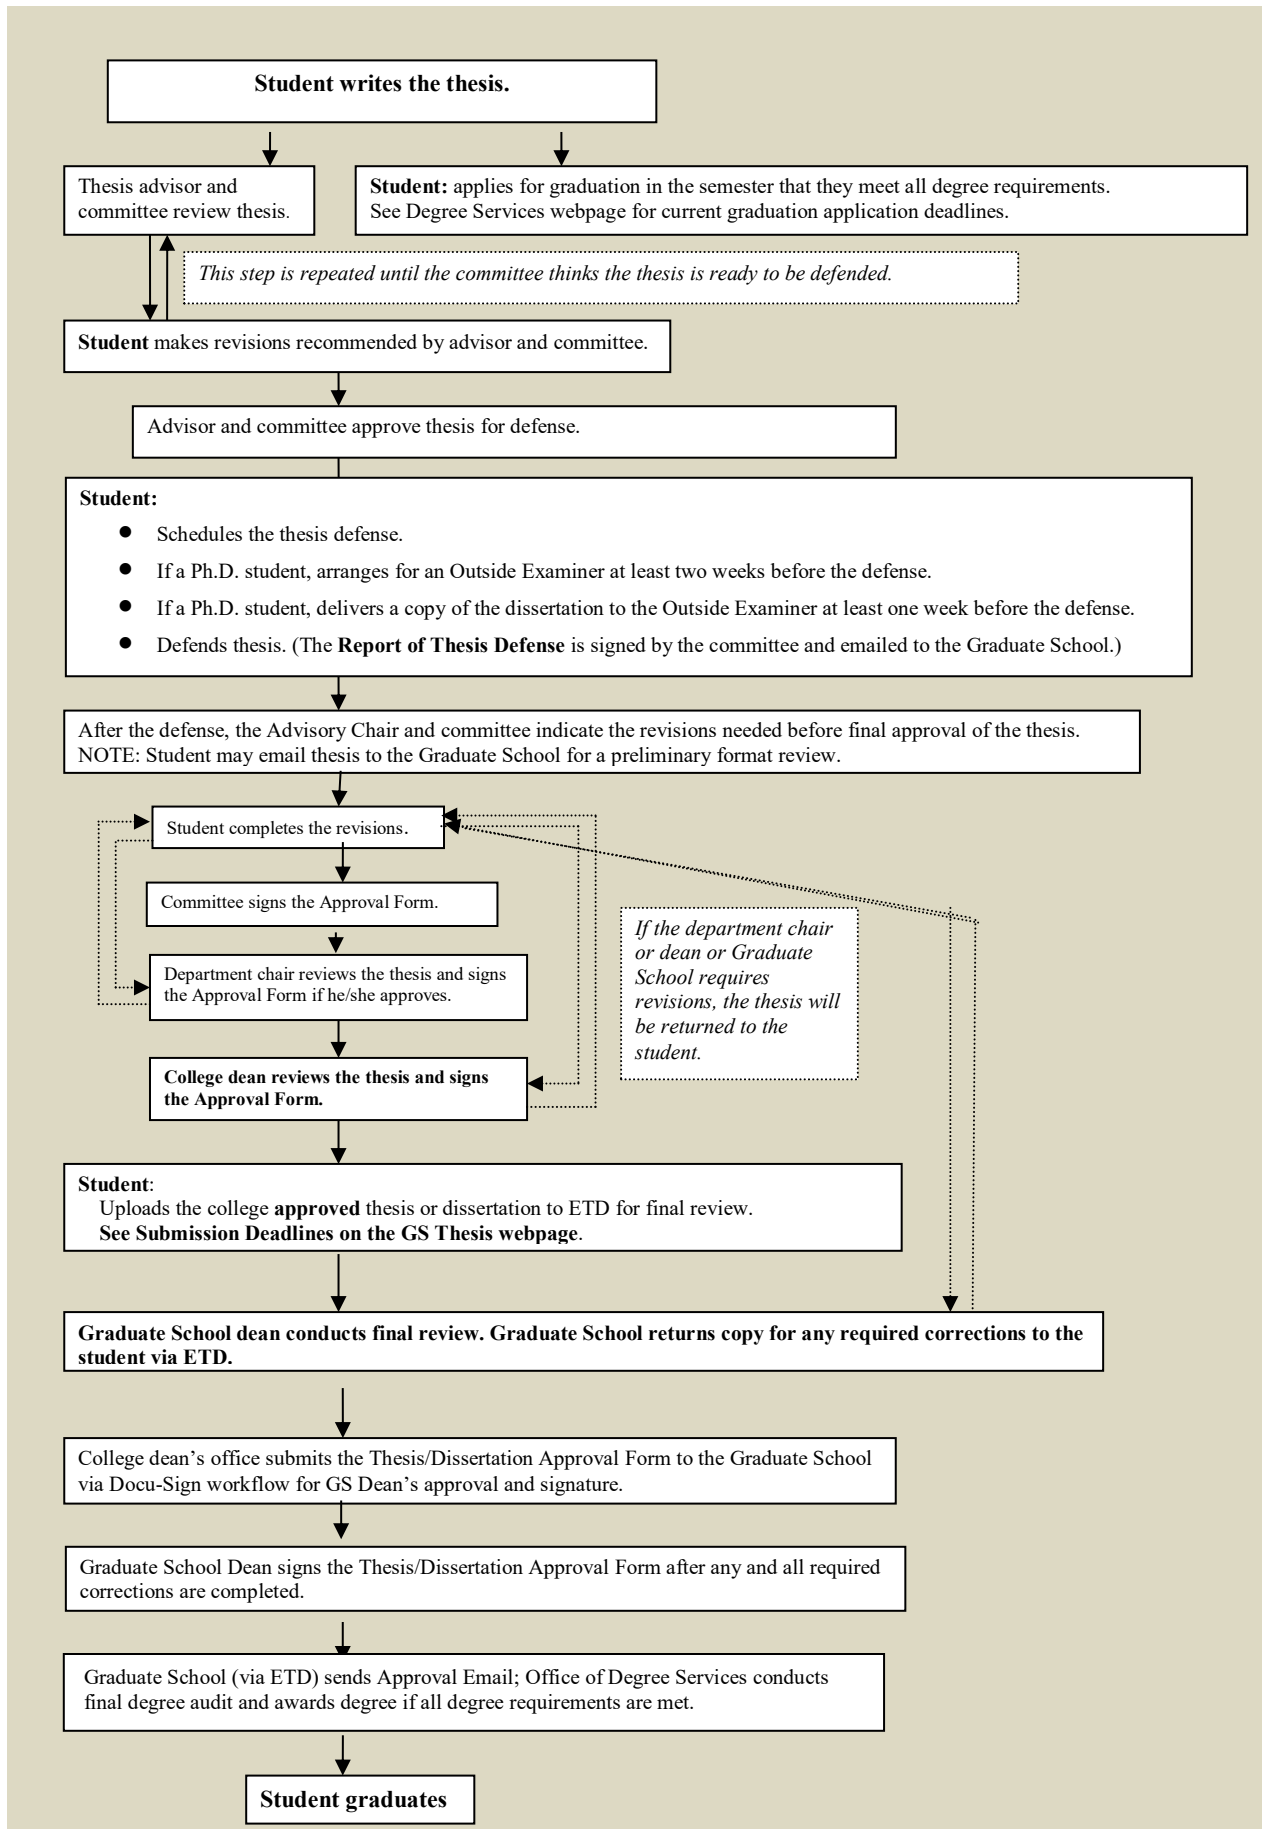 Student writes the thesis.
Thesis advisor and
committee review thesis.
Student: applies for graduation in the semester that they meet all degree requirements.
See Degree Services webpage for current graduation application deadlines.
This step is repeated until the committee thinks the thesis is ready to be defended.
Student makes revisions recommended by advisor and committee.
Advisor and committee approve thesis for defense.
Student:
● Schedules the thesis defense.
● If a Ph.D. student, arranges for an Outside Examiner at least two weeks before the defense.
● If a Ph.D. student, delivers a copy of the dissertation to the Outside Examiner at least one week before the defense.
● Defends thesis. (The Report of Thesis Defense is signed by the committee and emailed to the Graduate School.)
After the defense, the Advisory Chair and committee indicate the revisions needed before final approval of the thesis.
NOTE: Student may email thesis to the Graduate School for a preliminary format review.
Student completes the revisions.
Committee signs the Approval Form.
Department chair reviews the thesis and signs
the Approval Form if he/she approves.
College dean reviews the thesis and signs
the Approval Form.
If the department chair
or dean or Graduate
School requires
revisions, the thesis will
be returned to the
student.
Student:
Uploads the college approved thesis or dissertation to ETD for final review.
See Submission Deadlines on the GS Thesis webpage.
Graduate School dean conducts final review. Graduate School returns copy for any required corrections to the
student via ETD.
College dean’s office submits the Thesis/Dissertation Approval Form to the Graduate School
via Docu-Sign workflow for GS Dean’s approval and signature.
Graduate School Dean signs the Thesis/Dissertation Approval Form after any and all required
corrections are completed.
Graduate School (via ETD) sends Approval Email; Office of Degree Services conducts
final degree audit and awards degree if all degree requirements are met.
Student graduates